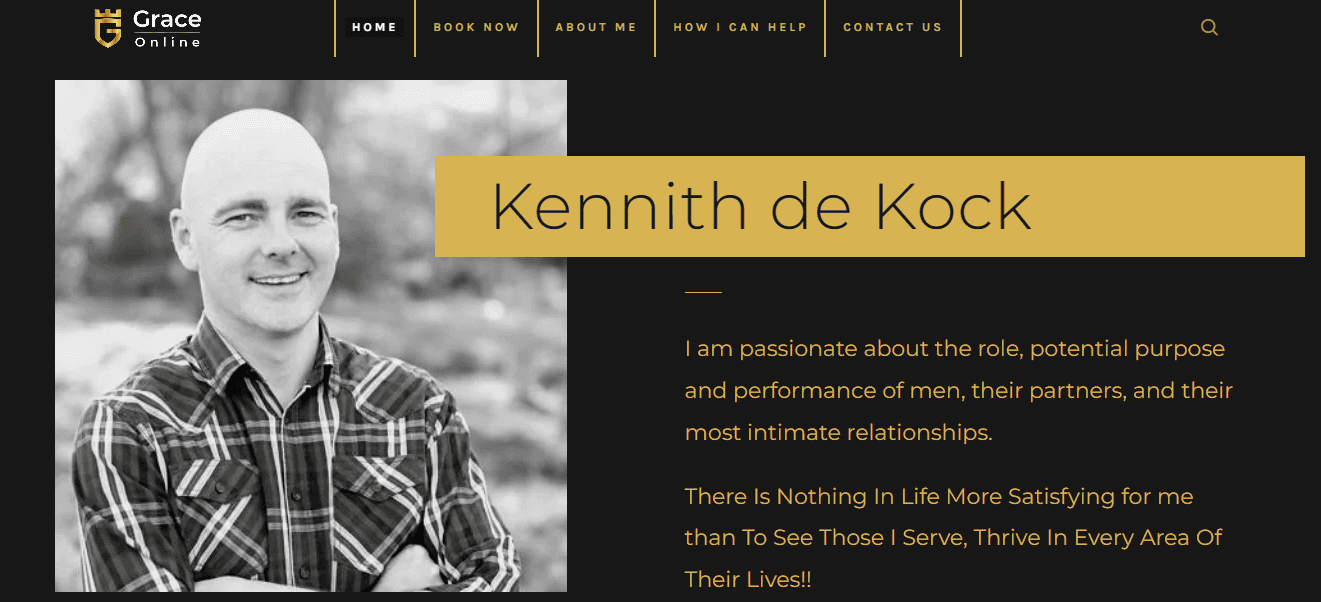 Grace
Online
HOME
BOOK NOW
ABOUT ME
HOW I CAN HELP
CONTACT US
Kennith de Kock
I am passionate about the role, potential purpose
and performance of men, their partners, and their
most intimate relationships.
There Is Nothing In Life More Satisfying for me
than To See Those I Serve, Thrive In Every Area Of
Their Lives!!